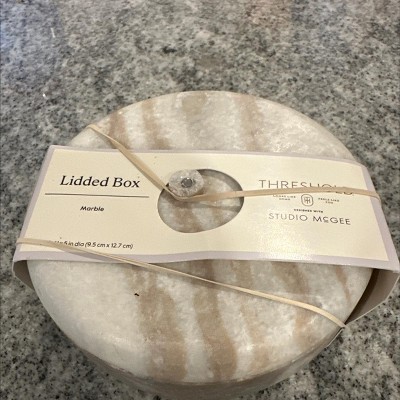 Lidded Box
Marble
5 in dia (9.5 cm x 12.7 cm)
THRESHOLD
DESIGNED WITH
STUDIO McGEE